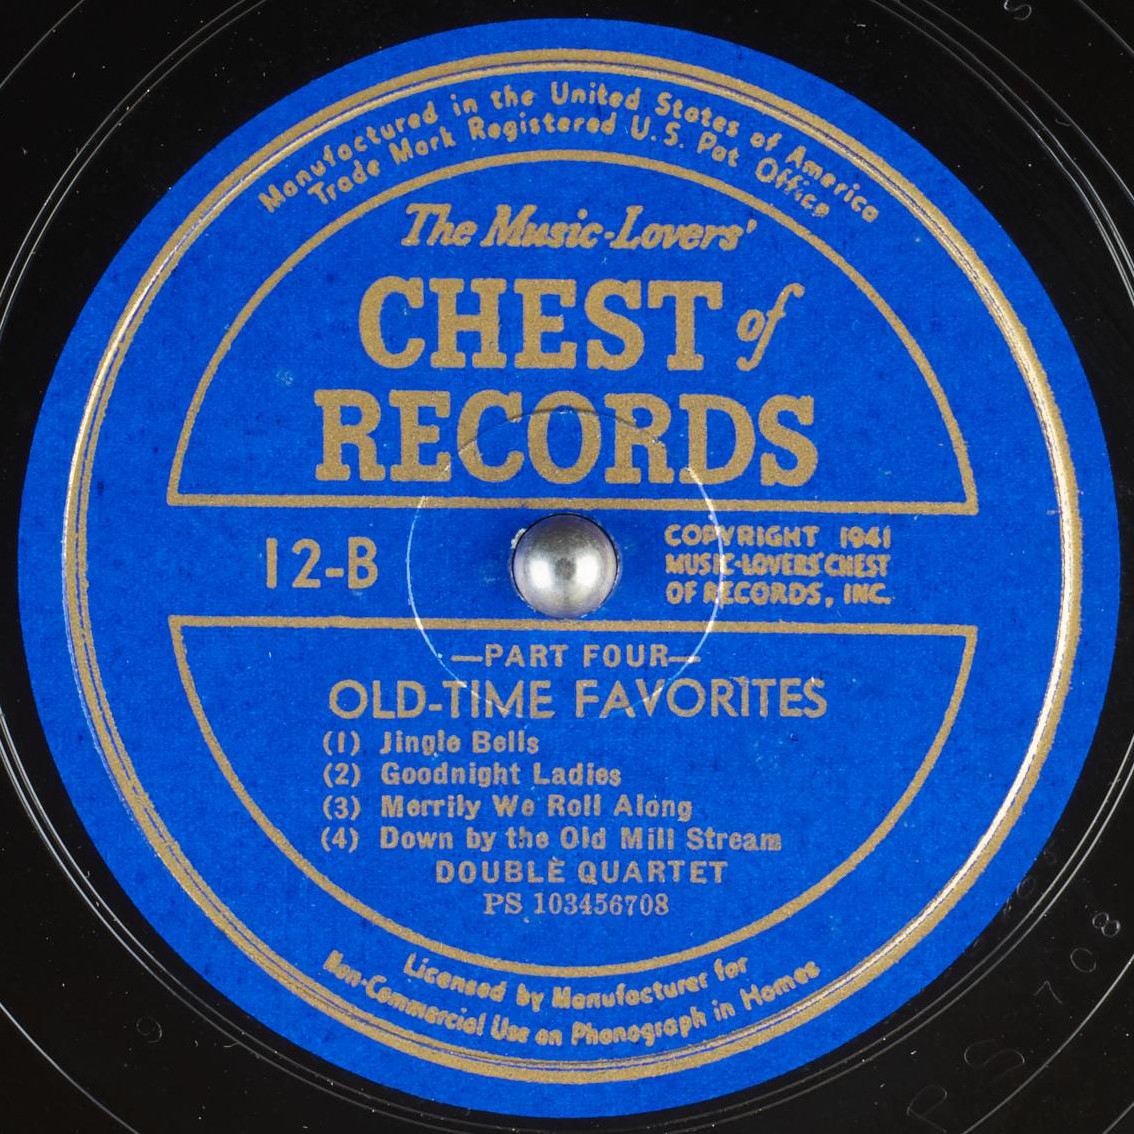 Manufactured in the United States of America
Trade Mark Registered U.S. Pat Office
The Music-Lovers'
CHEST of
RECORDS
12-B
COPYRIGHT 1941
MUSIC-LOVERS' CHEST
OF RECORDS, INC.
—PART FOUR—
OLD-TIME FAVORITES
(1) Jingle Bells
(2) Goodnight Ladies
(3) Merrily We Roll Along
(4) Down by the Old Mill Stream
DOUBLE QUARTET
PS 103456708
Licensed by Manufacturer for
Non-Commercial Use on Phonograph in Homes